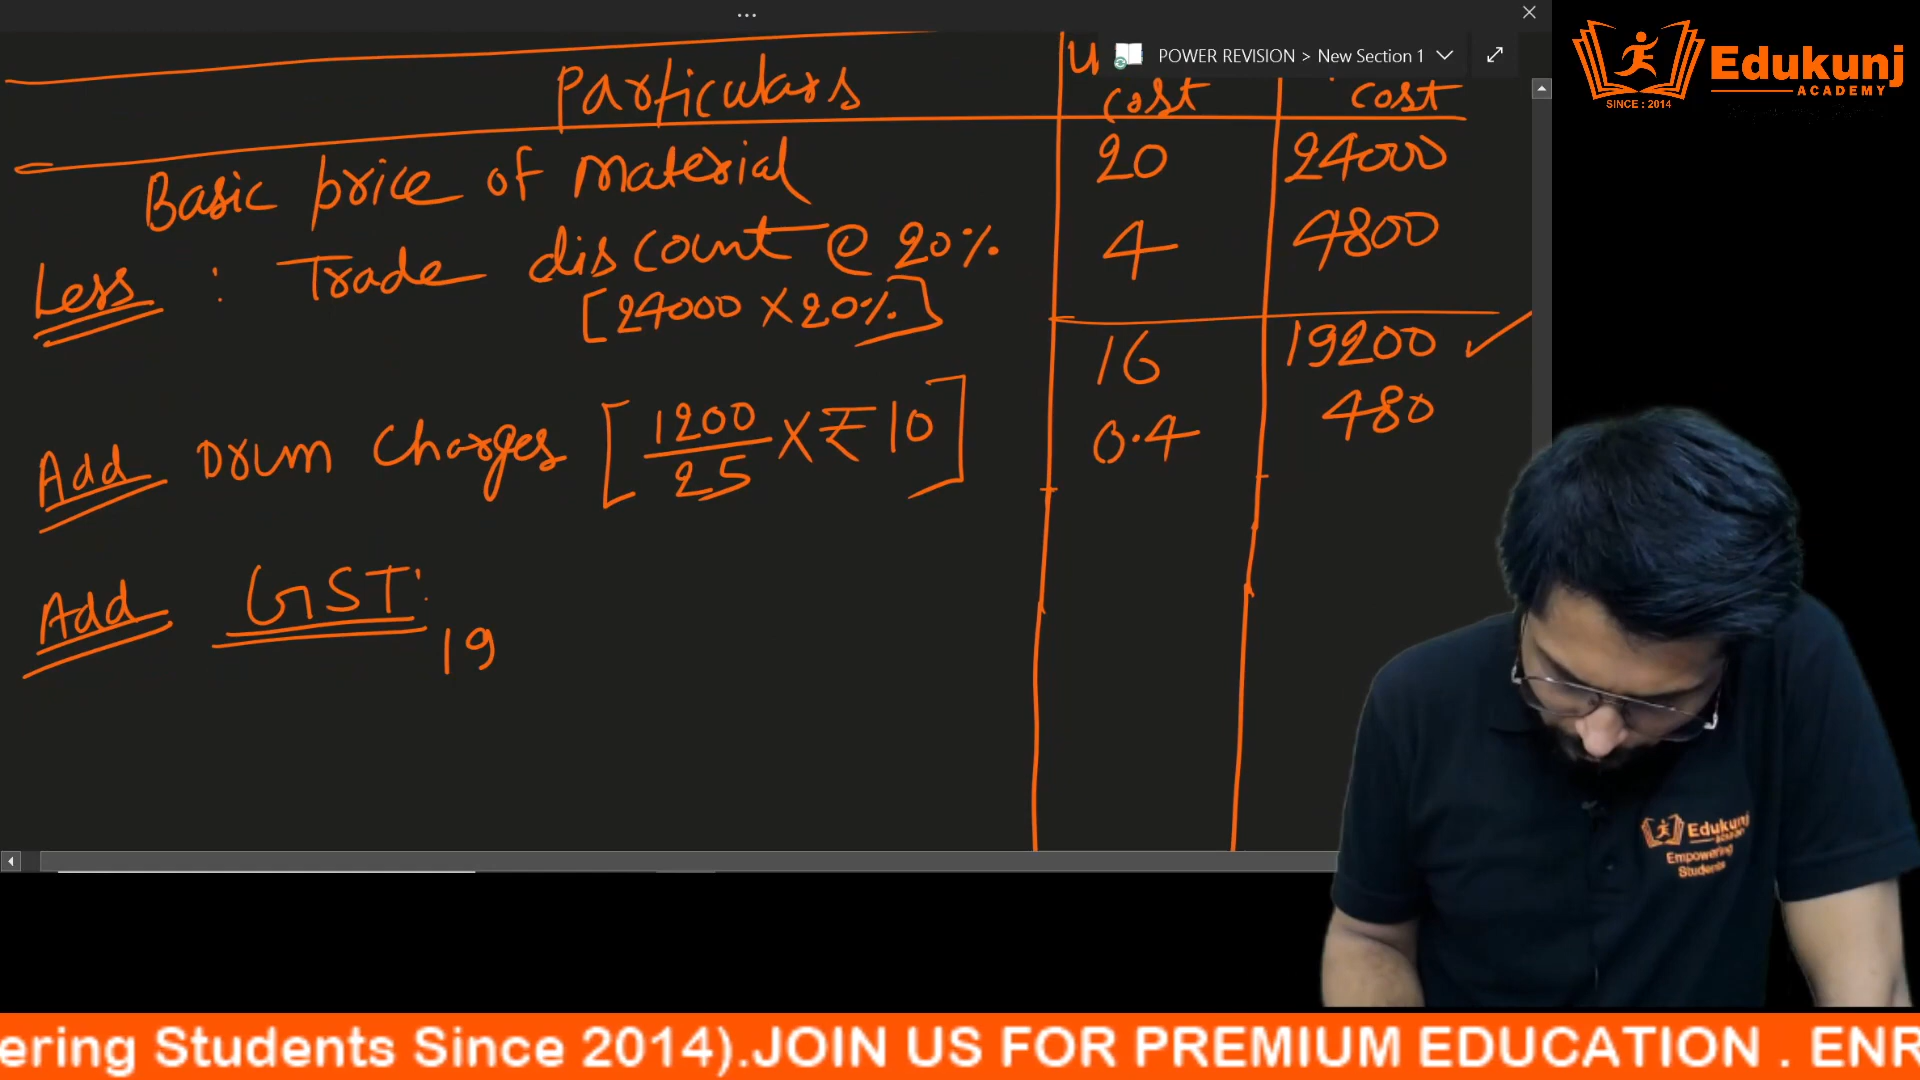 ...
POWER REVISION > New Section 1
Edukunj
ACADEMY
SINCE : 2014
Particulars
cost
cost
Basic price of Material
20
24000
Less : Trade discount @ 20%
4
4800
[24000 X 20%]
16
19200 ✓
Add Drum Charges [1200/25 X ₹10]
0.4
480
Add GST:
19
Edukunj
Empowering
Students
ering Students Since 2014).JOIN US FOR PREMIUM EDUCATION . ENR